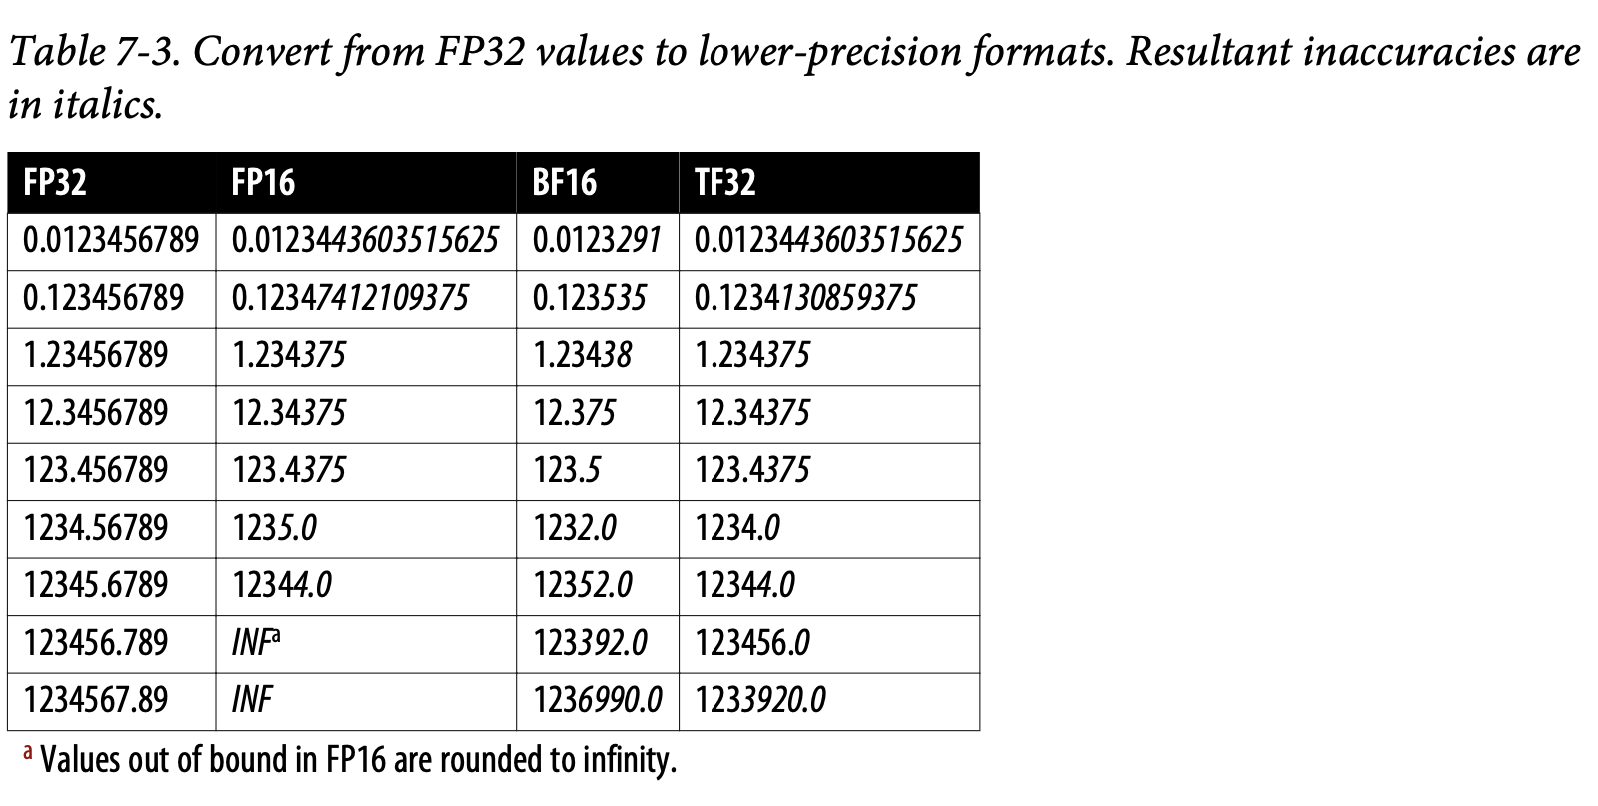 Table 7-3. Convert from FP32 values to lower-precision formats. Resultant inaccuracies are
in italics.
FP32 FP16 BF16 TF32
0.0123456789 0.0123443603515625 0.0123291 0.0123443603515625
0.123456789 0.12347412109375 0.123535 0.1234130859375
1.23456789 1.234375 1.23438 1.234375
12.3456789 12.34375 12.375 12.34375
123.456789 123.4375 123.5 123.4375
1234.56789 1235.0 1232.0 1234.0
12345.6789 12344.0 12352.0 12344.0
123456.789 INFa 123392.0 123456.0
1234567.89 INF 1236990.0 1233920.0
a Values out of bound in FP16 are rounded to infinity.